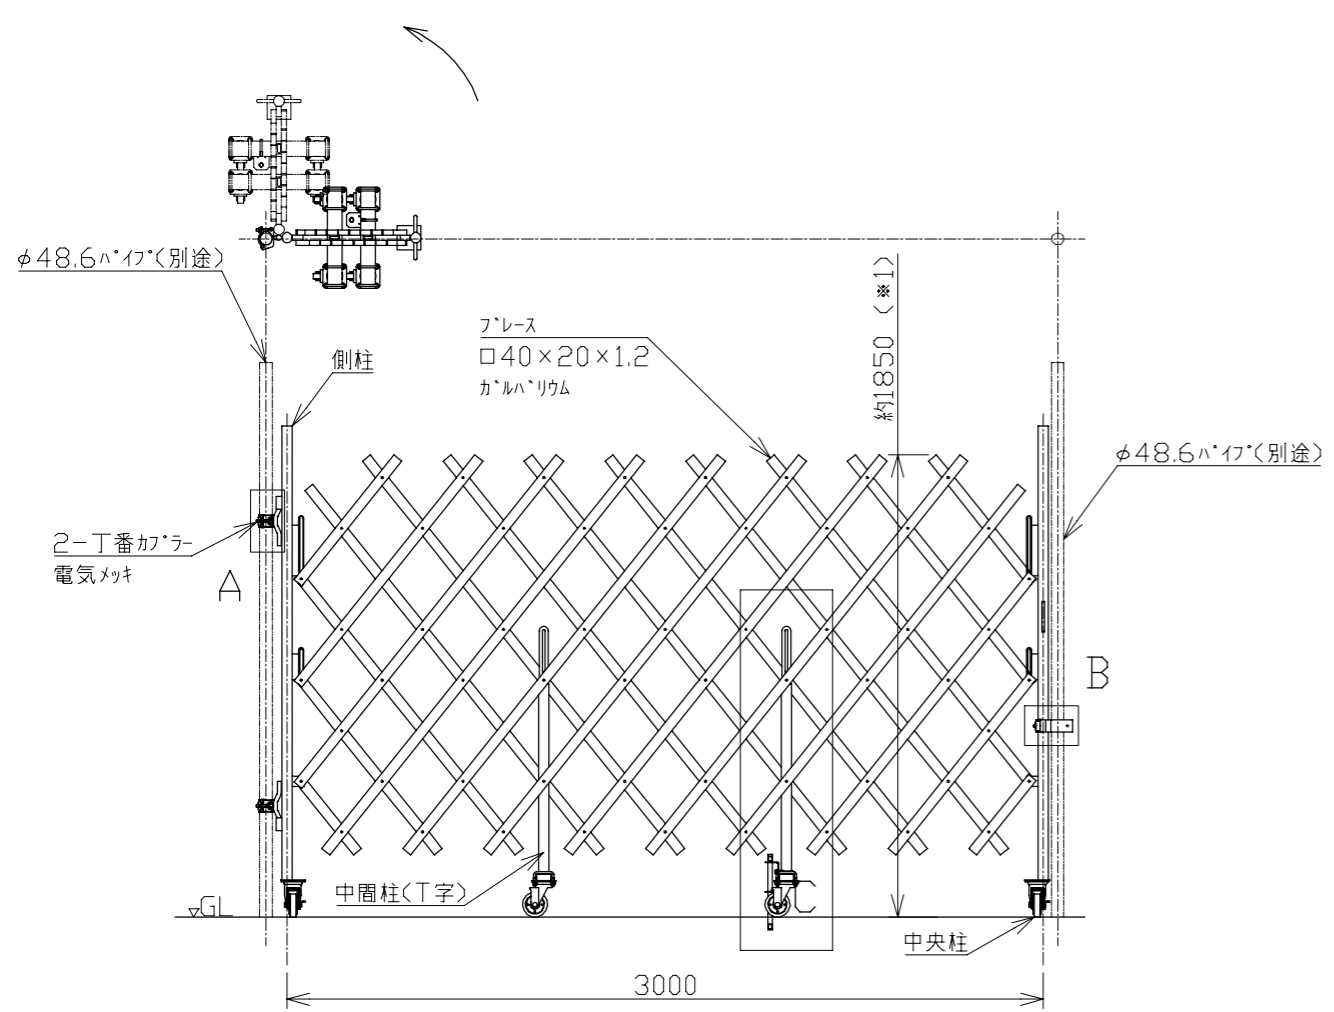 φ48.6パイプ(別途)
側柱
ブレース
□40×20×1.2
ガルバリウム
約1850 (※1)
φ48.6パイプ(別途)
2-丁番カプラー
電気メッキ
A
B
C
中間柱(T字)
▽GL
中央柱
3000